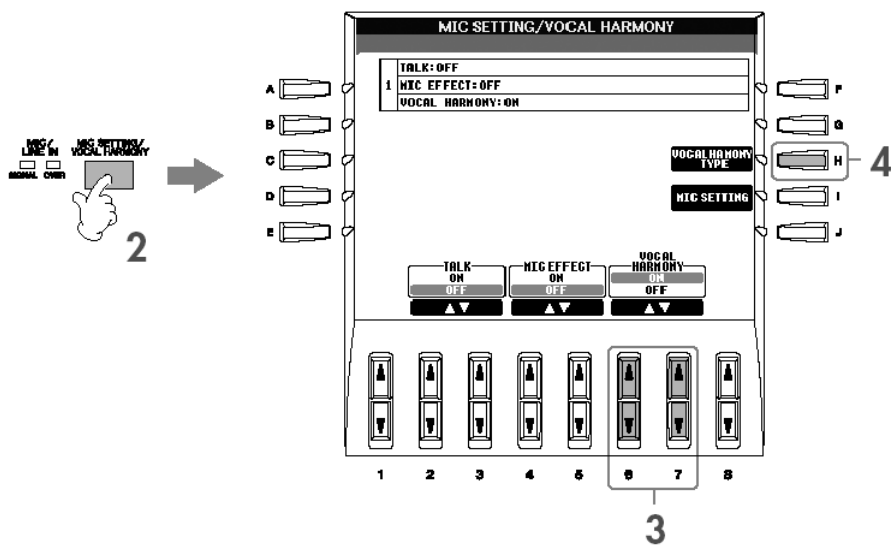 MIC SETTING/VOCAL HARMONY
TALK: OFF
1 MIC EFFECT: OFF
VOCAL HARMONY: ON
A
B
C
D
E
F
G
H
I
J
MIC/
LINE IN
SIGNAL OVER
MIC SETTING/
VOCAL HARMONY
2
VOCALHAMONY
TYPE
4
MIC SETTING
TALK
ON
OFF
▲▼
MIC EFFECT
ON
OFF
▲▼
VOCAL
HARMONY
ON
OFF
▲▼
1 2 3 4 5 6 7 8
3